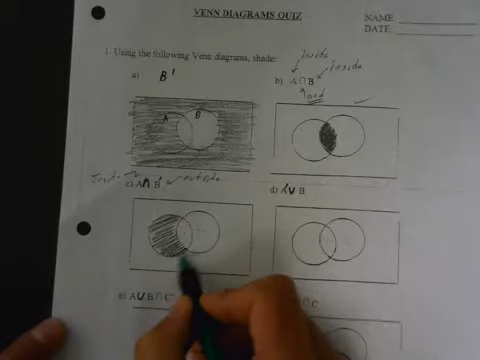 VENN DIAGRAMS QUIZ
NAME:
DATE:
1. Using the following Venn diagrams, shade:
inside
inside
a) B'
b) A ∩ B
and
A
B
Inside
outside
c) A ∩ B'
d) A ∪ B
e) A ∪ B ∩ C'
∩ C